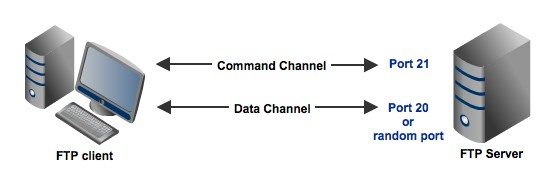 Command Channel
Port 21
Data Channel
Port 20
or
random port
FTP client
FTP Server